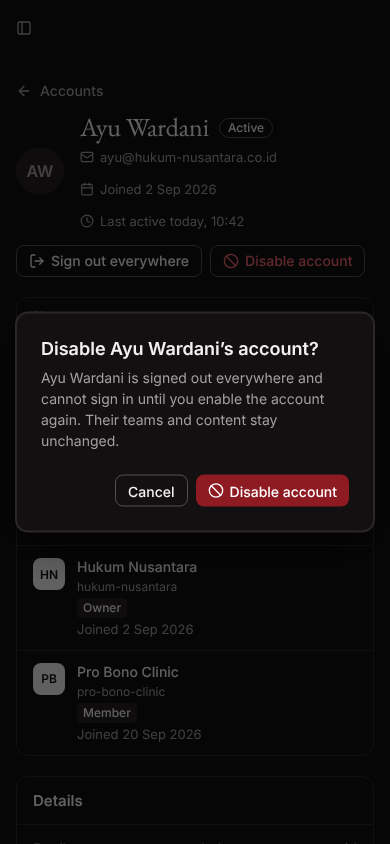 Accounts
Ayu Wardani
Active
AW
ayu@hukum-nusantara.co.id
Joined 2 Sep 2026
Last active today, 10:42
Sign out everywhere
Disable account
Disable Ayu Wardani’s account?
Ayu Wardani is signed out everywhere and
cannot sign in until you enable the account
again. Their teams and content stay
unchanged.
Cancel
Disable account
HN
Hukum Nusantara
hukum-nusantara
Owner
Joined 2 Sep 2026
PB
Pro Bono Clinic
pro-bono-clinic
Member
Joined 20 Sep 2026
Details